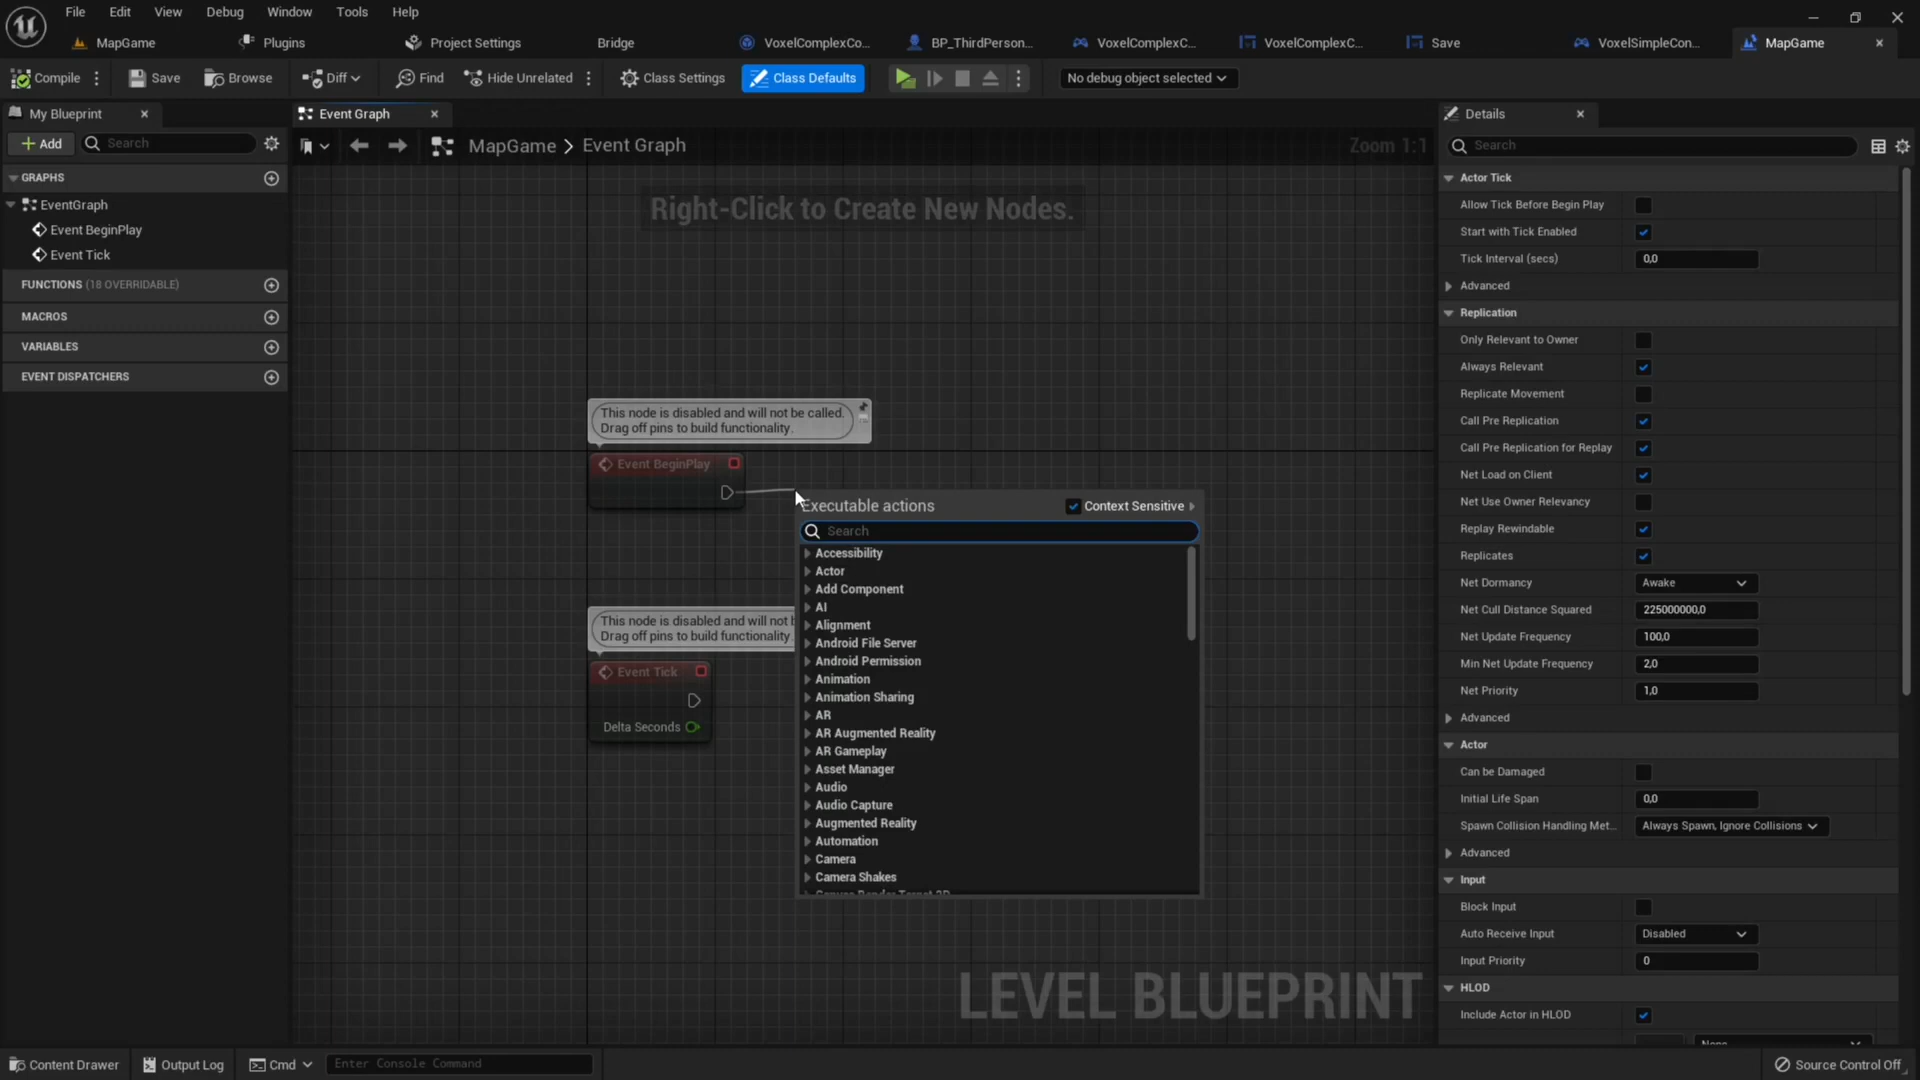 File Edit View Debug Window Tools Help
MapGame Plugins Project Settings Bridge VoxelComplexCo... BP_ThirdPerson... VoxelComplexC... VoxelComplexC... Save VoxelSimpleCon... MapGame
Compile Save Browse Diff Find Hide Unrelated Class Settings Class Defaults No debug object selected
My Blueprint
Add Search
GRAPHS
EventGraph
Event BeginPlay
Event Tick
FUNCTIONS (18 OVERRIDABLE)
MACROS
VARIABLES
EVENT DISPATCHERS
Event Graph
MapGame > Event Graph Zoom 1:1
Right-Click to Create New Nodes.
This node is disabled and will not be called.
Drag off pins to build functionality.
Event BeginPlay
This node is disabled and will not b
Drag off pins to build functionality.
Event Tick
Delta Seconds
Executable actions Context Sensitive
Search
Accessibility
Actor
Add Component
AI
Alignment
Android File Server
Android Permission
Animation
Animation Sharing
AR
AR Augmented Reality
AR Gameplay
Asset Manager
Audio
Audio Capture
Augmented Reality
Automation
Camera
Camera Shakes
Canvas Render Target 2D
LEVEL BLUEPRINT
Details
Search
Actor Tick
Allow Tick Before Begin Play
Start with Tick Enabled
Tick Interval (secs) 0,0
Advanced
Replication
Only Relevant to Owner
Always Relevant
Replicate Movement
Call Pre Replication
Call Pre Replication for Replay
Net Load on Client
Net Use Owner Relevancy
Replay Rewindable
Replicates
Net Dormancy Awake
Net Cull Distance Squared 225000000,0
Net Update Frequency 100,0
Min Net Update Frequency 2,0
Net Priority 1,0
Advanced
Actor
Can be Damaged
Initial Life Span 0,0
Spawn Collision Handling Met... Always Spawn, Ignore Collisions
Advanced
Input
Block Input
Auto Receive Input Disabled
Input Priority 0
HLOD
Include Actor in HLOD
None
Content Drawer Output Log Cmd Enter Console Command Source Control Off